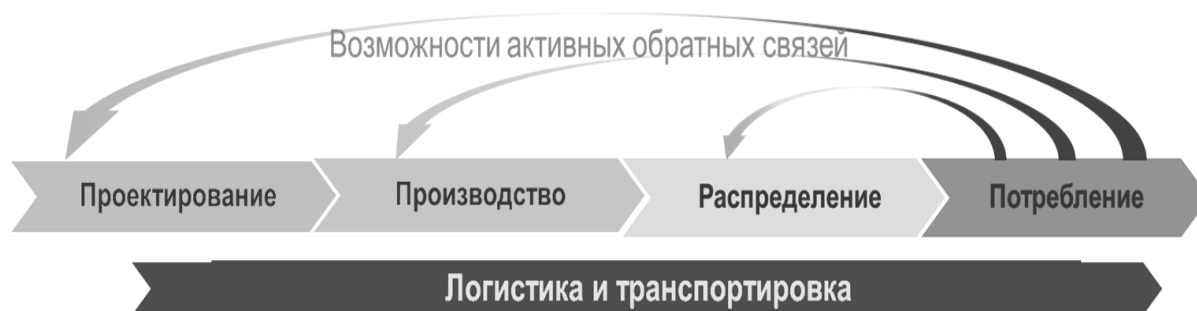 Возможности активных обратных связей
Проектирование
Производство
Распределение
Потребление
Логистика и транспортировка